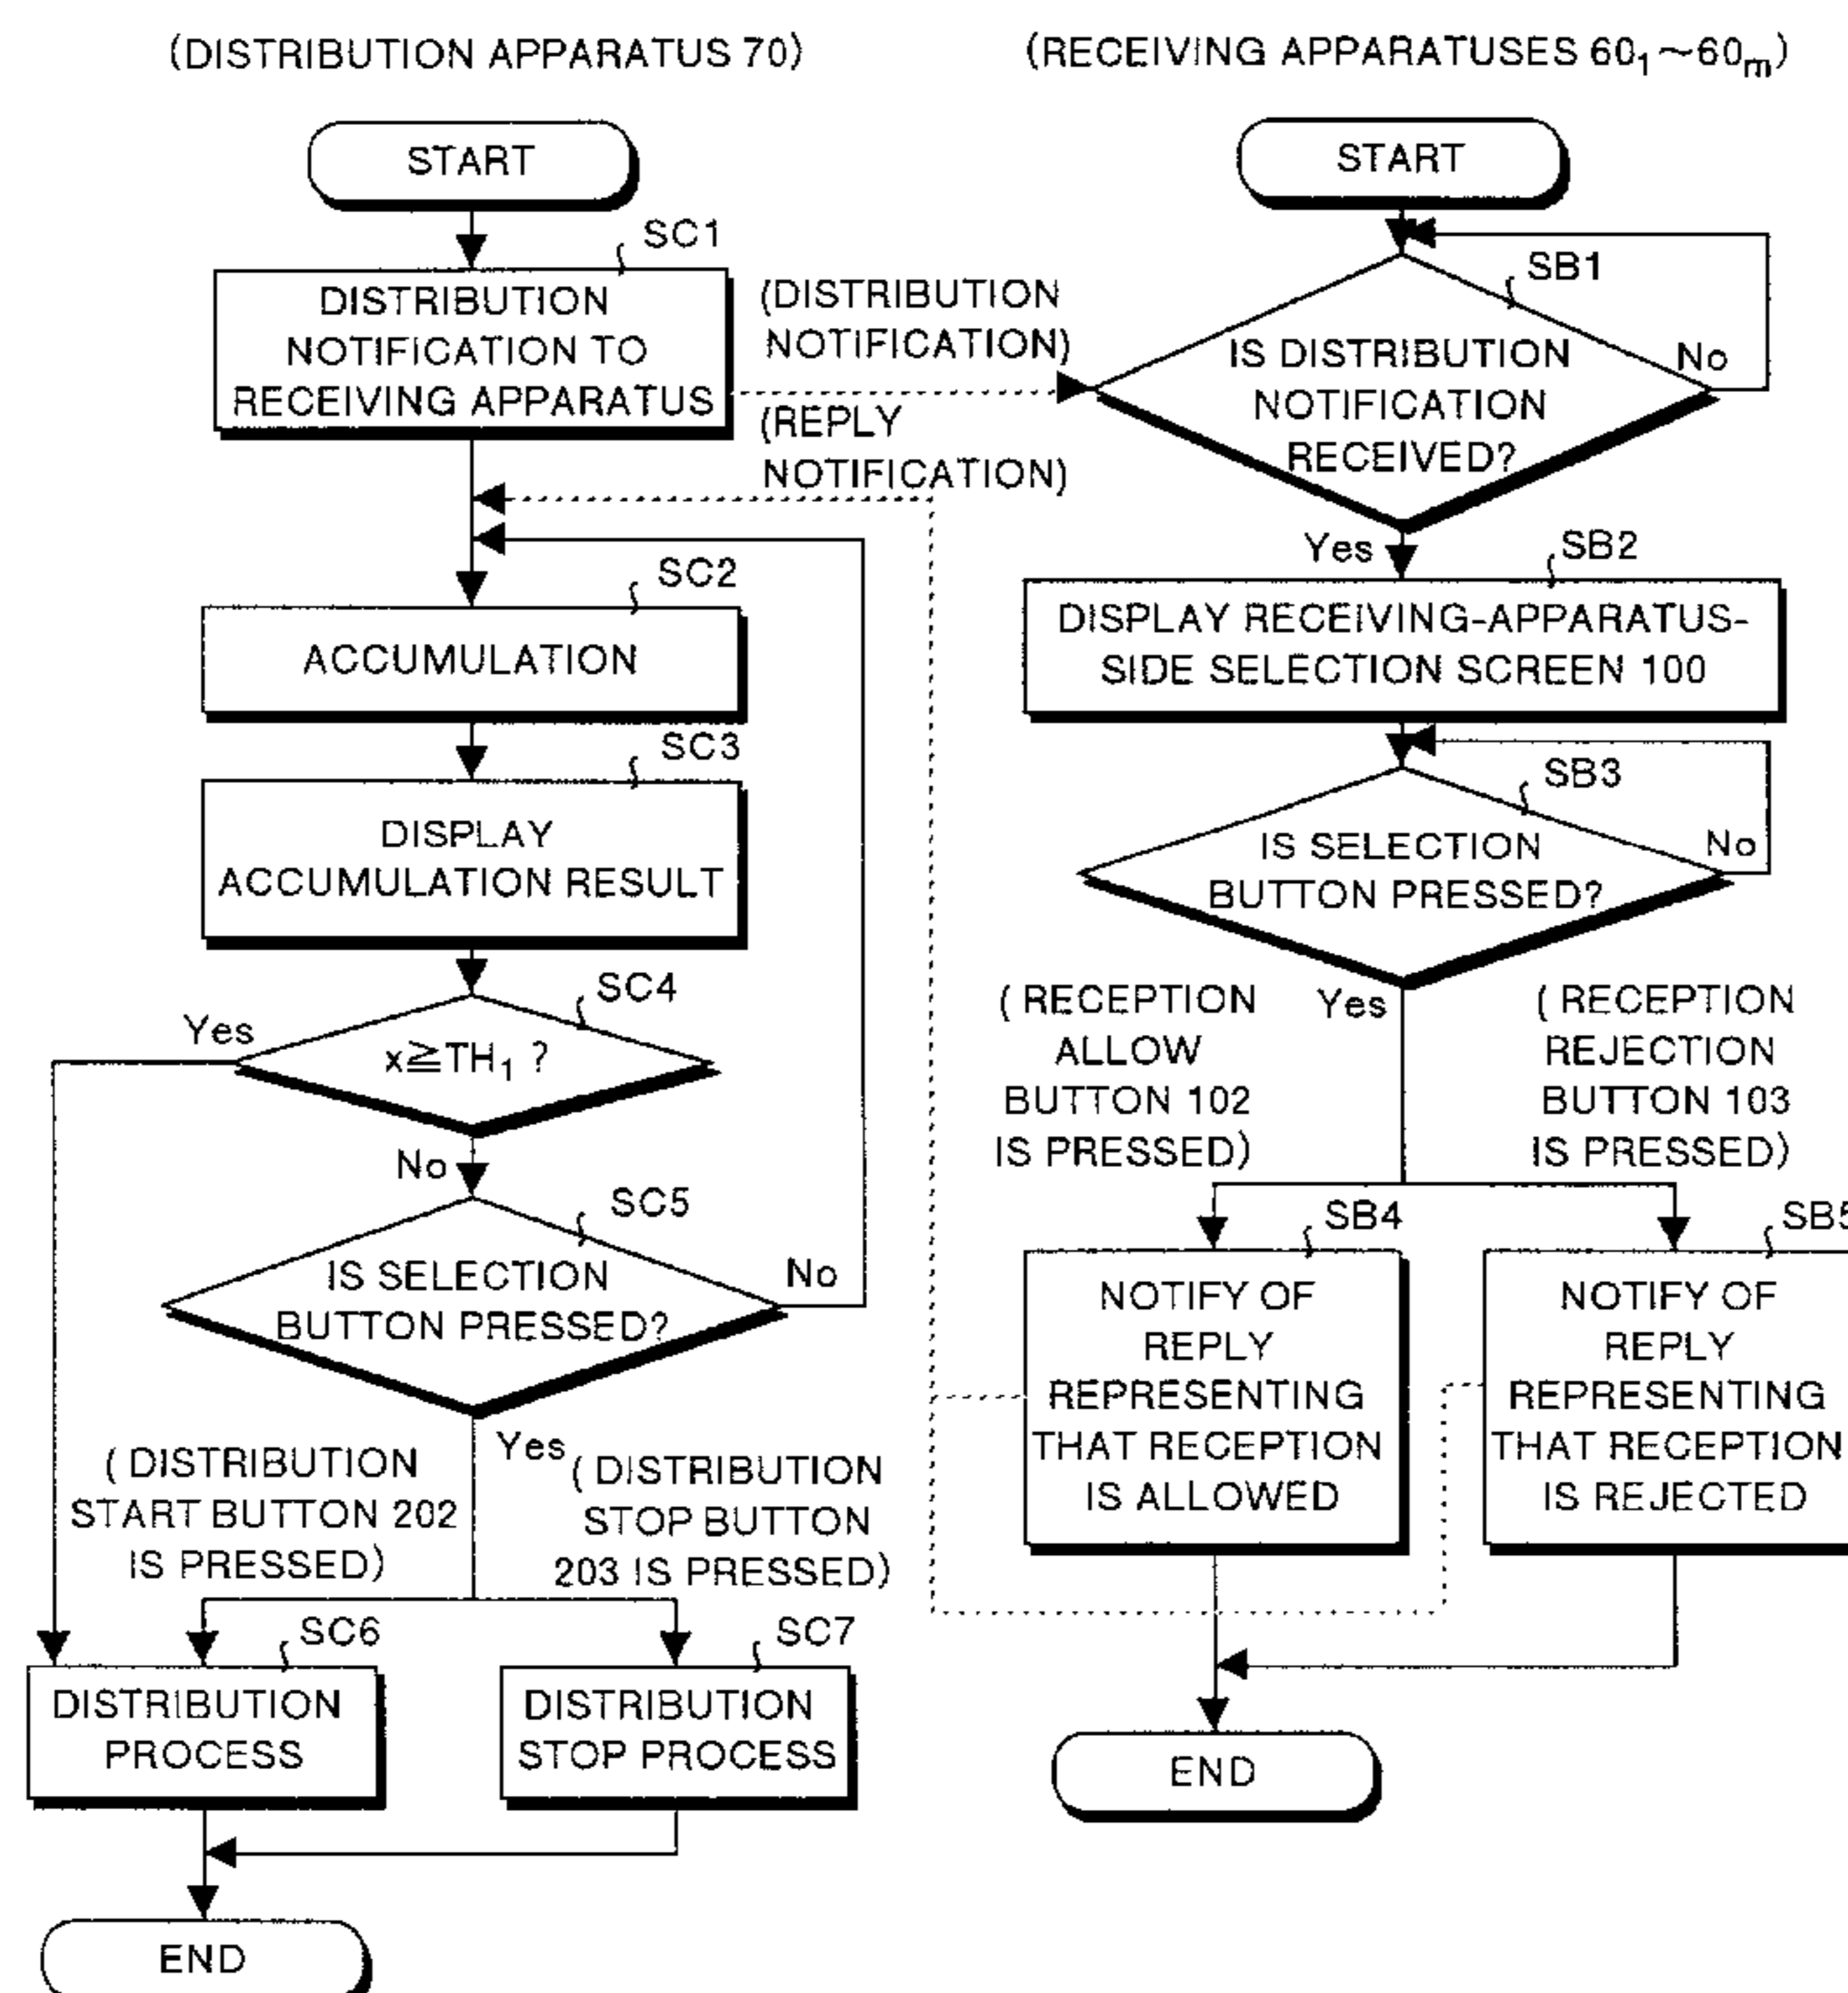 (DISTRIBUTION APPARATUS 70)
START
SC1
DISTRIBUTION
NOTIFICATION TO
RECEIVING APPARATUS
(DISTRIBUTION
NOTIFICATION)
(REPLY
NOTIFICATION)
SC2
ACCUMULATION
SC3
DISPLAY
ACCUMULATION RESULT
SC4
Yes
x≧TH₁ ?
No
SC5
IS SELECTION
BUTTON PRESSED?
No
Yes
( DISTRIBUTION
START BUTTON 202
IS PRESSED)
( DISTRIBUTION
STOP BUTTON
203 IS PRESSED)
SC6
DISTRIBUTION
PROCESS
SC7
DISTRIBUTION
STOP PROCESS
END
(RECEIVING APPARATUSES 60₁~60ₘ)
START
SB1
IS DISTRIBUTION
NOTIFICATION
RECEIVED?
No
Yes
SB2
DISPLAY RECEIVING-APPARATUS-
SIDE SELECTION SCREEN 100
SB3
IS SELECTION
BUTTON PRESSED?
No
Yes
( RECEPTION
ALLOW
BUTTON 102
IS PRESSED)
( RECEPTION
REJECTION
BUTTON 103
IS PRESSED)
SB4
NOTIFY OF
REPLY
REPRESENTING
THAT RECEPTION
IS ALLOWED
SB5
NOTIFY OF
REPLY
REPRESENTING
THAT RECEPTION
IS REJECTED
END